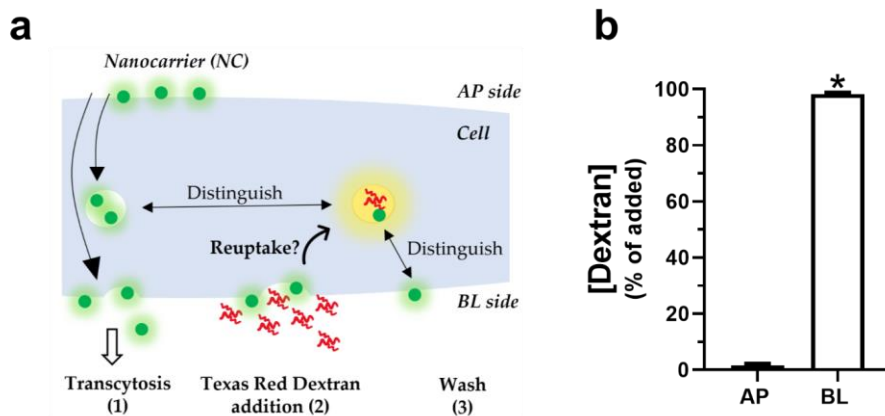 a
Nanocarrier (NC)
AP side
Cell
Distinguish
Reuptake?
Distinguish
BL side
Transcytosis
(1)
Texas Red Dextran
addition (2)
Wash
(3)
b
[Dextran]
(% of added)
100
80
60
40
20
0
*
AP
BL